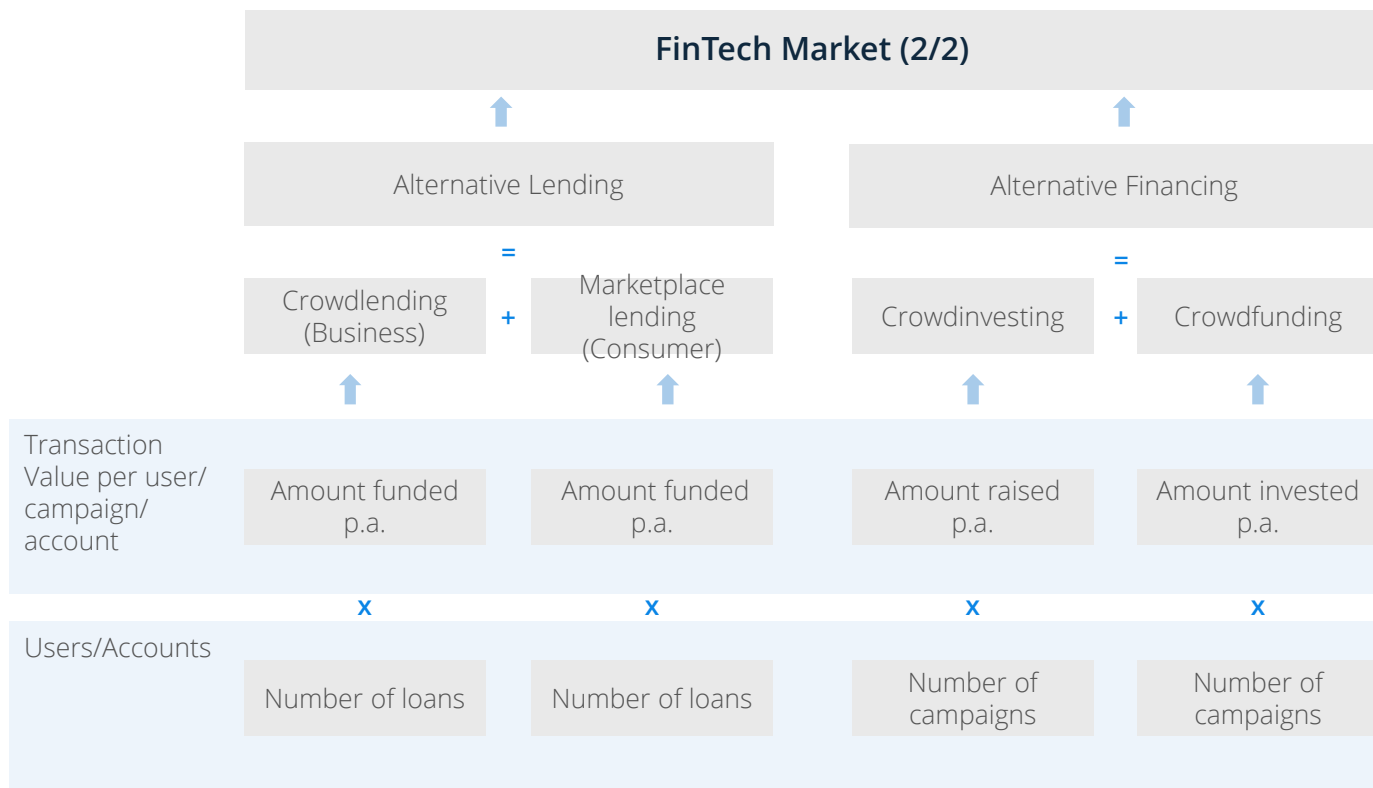 FinTech Market (2/2)
Alternative Lending
Alternative Financing
=
=
Crowdlending
(Business)
+
Marketplace
lending
(Consumer)
Crowdinvesting
+
Crowdfunding
Transaction
Value per user/
campaign/
account
Amount funded
p.a.
Amount funded
p.a.
Amount raised
p.a.
Amount invested
p.a.
x
x
x
x
Users/Accounts
Number of loans
Number of loans
Number of
campaigns
Number of
campaigns